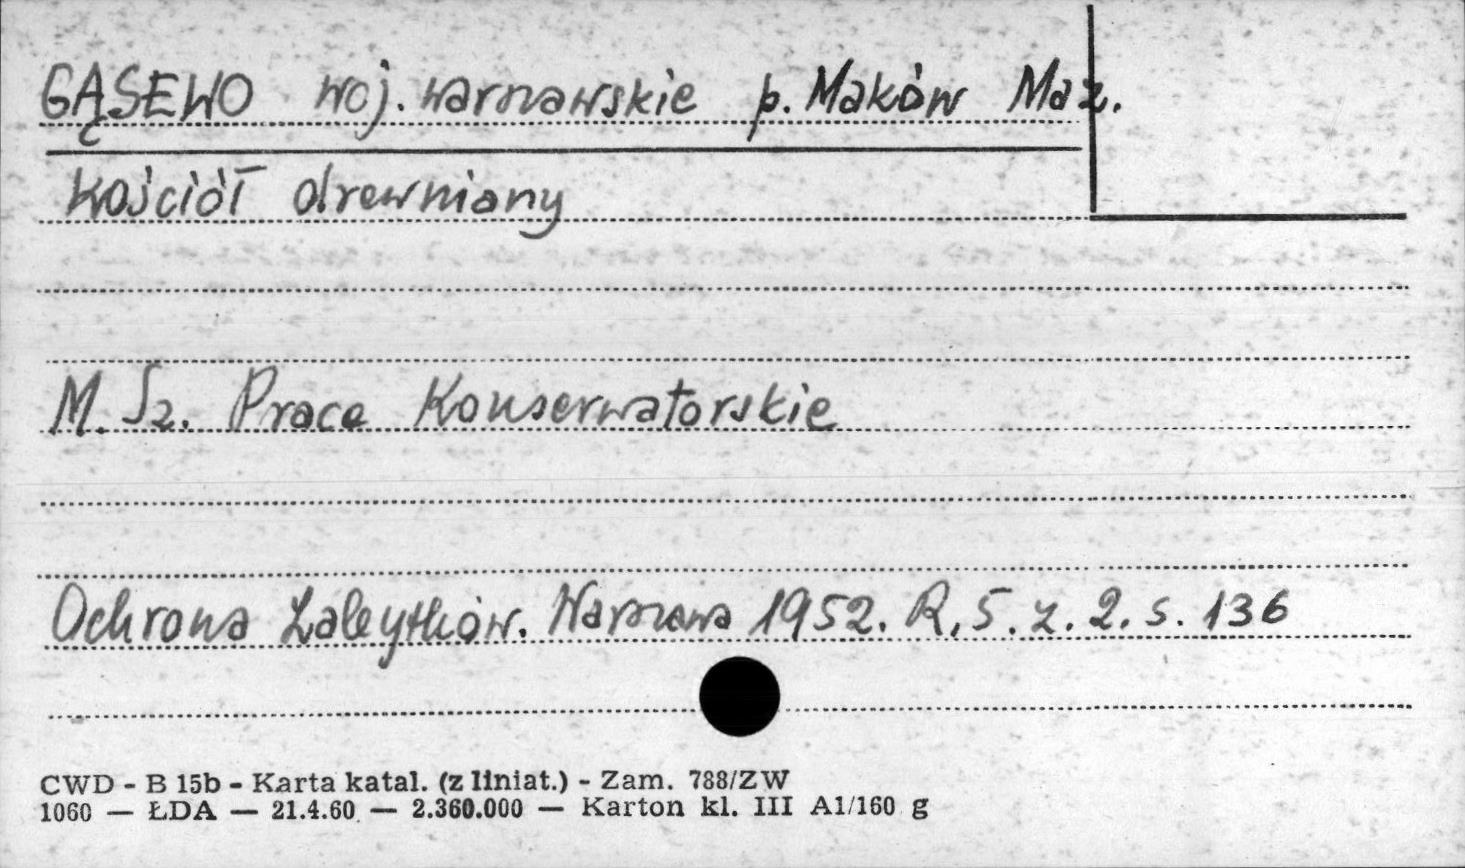 GĄSEWO woj. warszawskie p. Maków Maz.
Kościół drewniany
M. Sz. Prace Konserwatorskie
Ochrona Zabytków. Warszawa 1952. R. 5. z. 2. s. 136
CWD - B 15b - Karta katal. (z liniat.) - Zam. 788/ZW
1060 — ŁDA — 21.4.60 — 2.360.000 — Karton kl. III A1/160 g